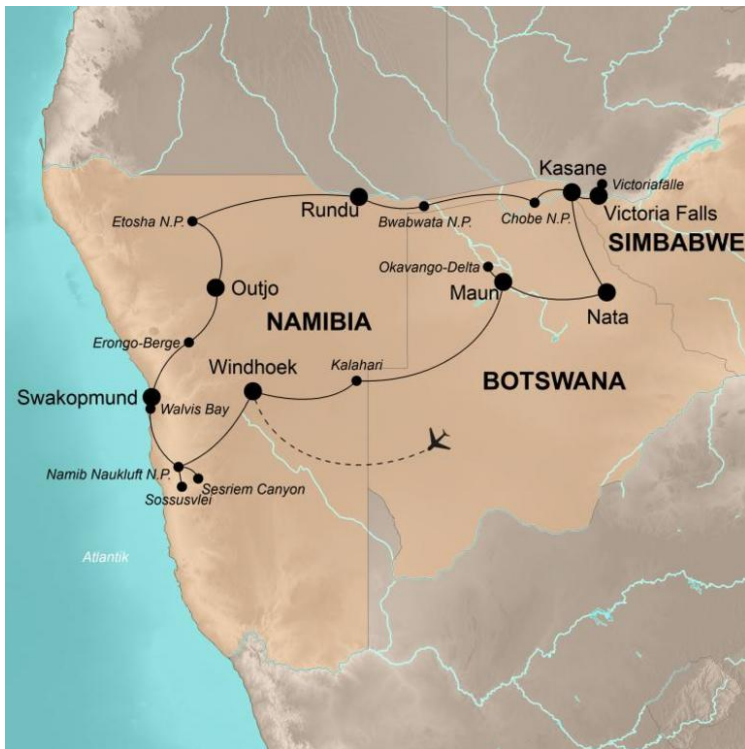 Kasane
Victoriafälle
Rundu
Bwabwata N.P.
Chobe N.P.
Victoria Falls
Etosha N.P.
SIMBABWE
Okavango-Delta
Outjo
Maun
Nata
NAMIBIA
Erongo-Berge
Windhoek
Kalahari
BOTSWANA
Swakopmund
Walvis Bay
Namib Naukluft N.P.
Sesriem Canyon
Sossusvlei
Atlantik